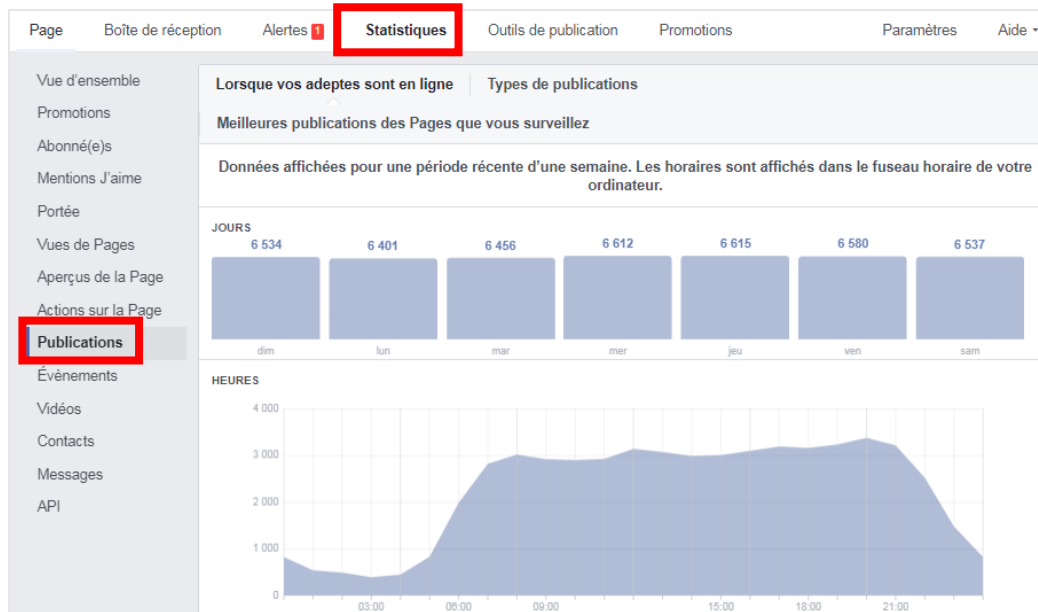 Page Boîte de réception Alertes 1 Statistiques Outils de publication Promotions Paramètres Aide
Vue d'ensemble
Promotions
Abonné(e)s
Mentions J'aime
Portée
Vues de Pages
Aperçus de la Page
Actions sur la Page
Publications
Évènements
Vidéos
Contacts
Messages
API
Lorsque vos adeptes sont en ligne Types de publications
Meilleures publications des Pages que vous surveillez
Données affichées pour une période récente d'une semaine. Les horaires sont affichés dans le fuseau horaire de votre
ordinateur.
JOURS
6 534 6 401 6 456 6 612 6 615 6 580 6 537
dim lun mar mer jeu ven sam
HEURES
4 000
3 000
2 000
1 000
0
03:00 06:00 09:00 15:00 18:00 21:00